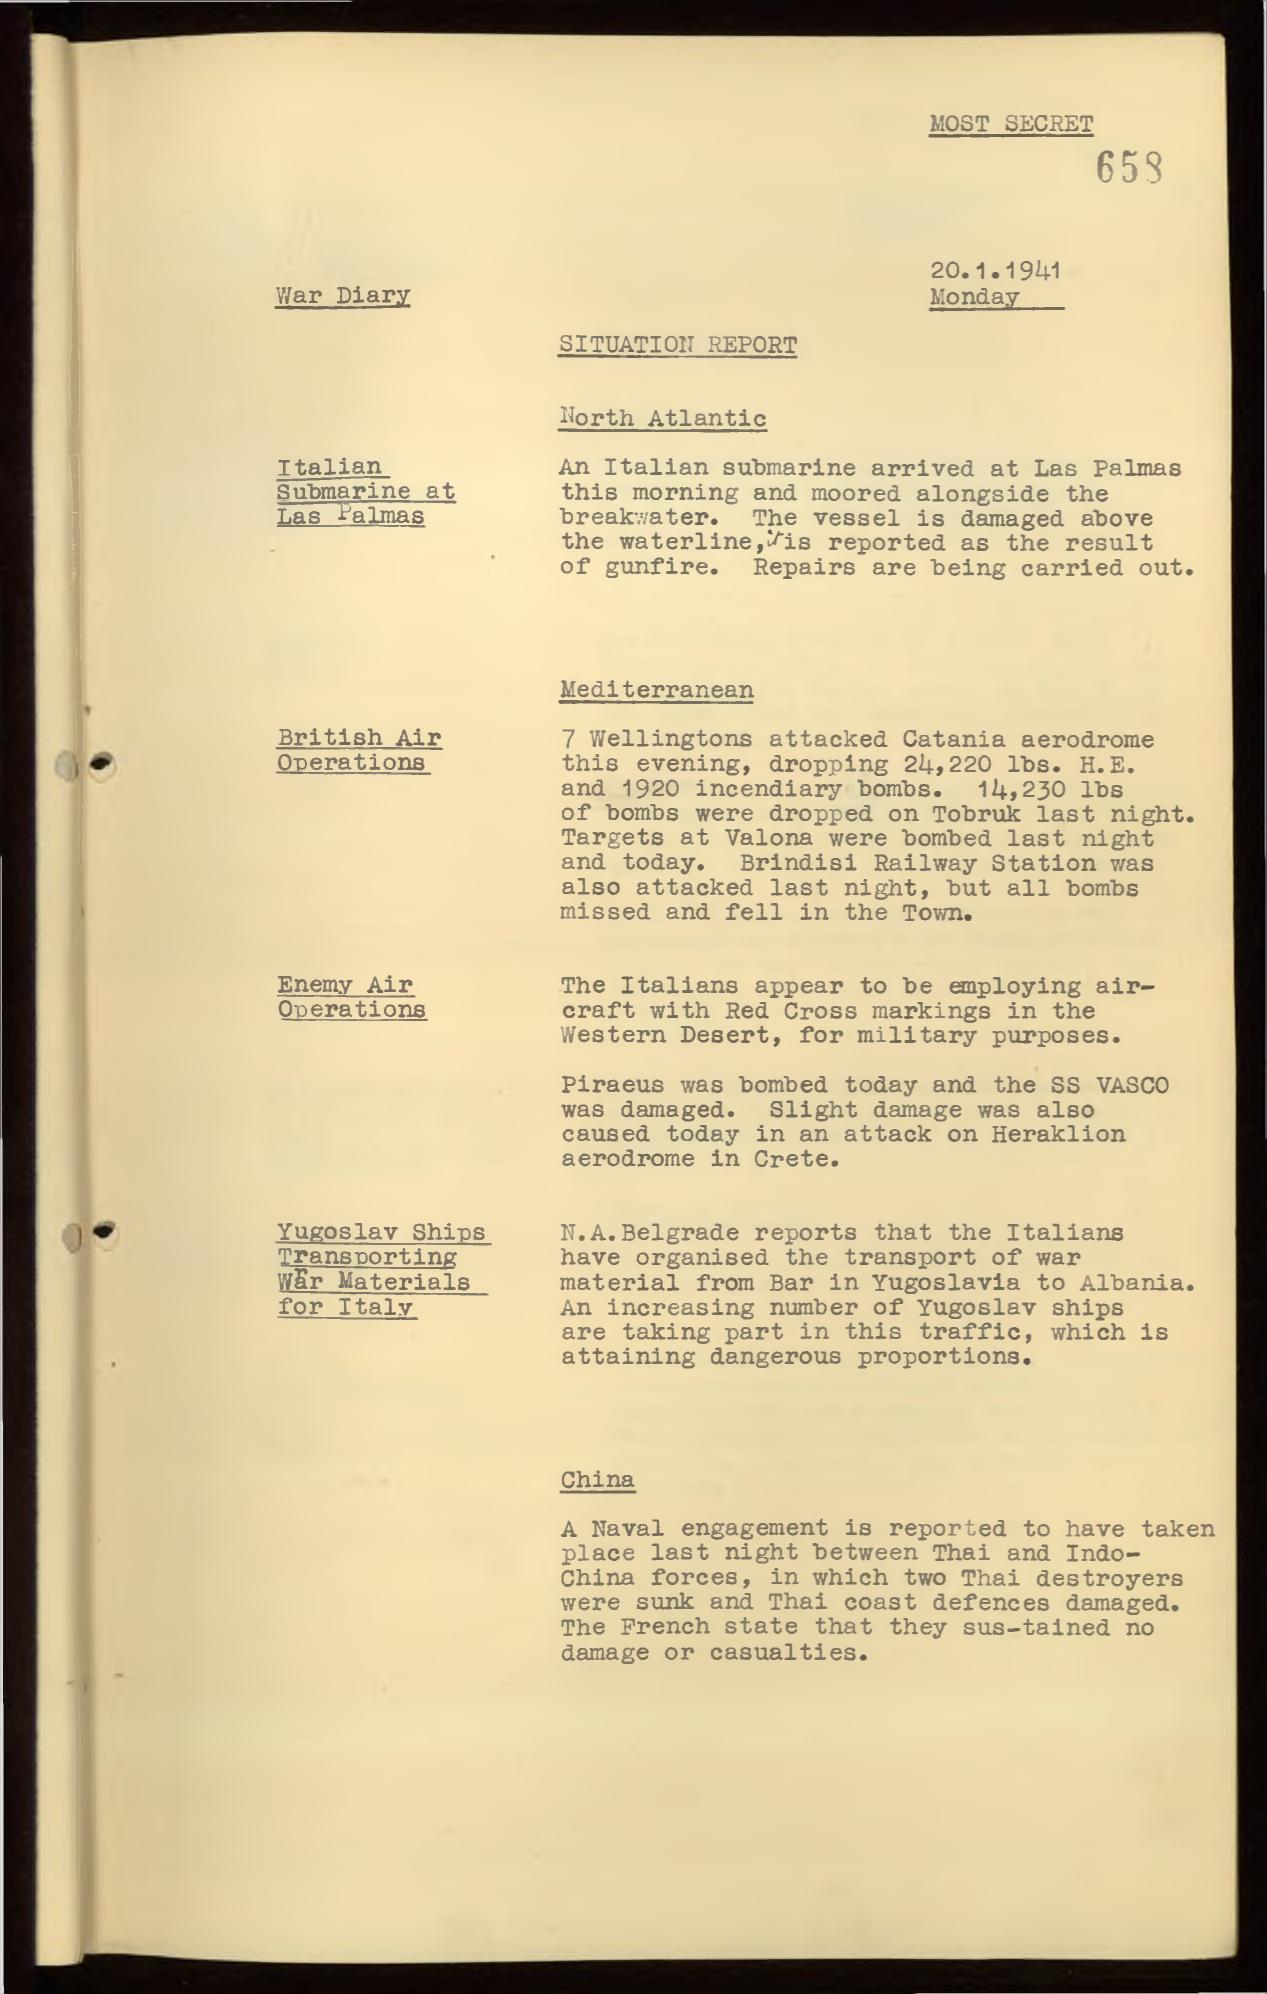 MOST SECRET
658
20.1.1941
War Diary
Monday
SITUATION REPORT
North Atlantic
Italian
Submarine at
Las Palmas
An Italian submarine arrived at Las Palmas
this morning and moored alongside the
breakwater. The vessel is damaged above
the waterline, is reported as the result
of gunfire. Repairs are being carried out.
Mediterranean
British Air
Operations
7 Wellingtons attacked Catania aerodrome
this evening, dropping 24,220 lbs. H.E.
and 1920 incendiary bombs. 14,230 lbs
of bombs were dropped on Tobruk last night.
Targets at Valona were bombed last night
and today. Brindisi Railway Station was
also attacked last night, but all bombs
missed and fell in the Town.
Enemy Air
Operations
The Italians appear to be employing air-
craft with Red Cross markings in the
Western Desert, for military purposes.
Piraeus was bombed today and the SS VASCO
was damaged. Slight damage was also
caused today in an attack on Heraklion
aerodrome in Crete.
Yugoslav Ships
Transporting
War Materials
for Italy
N.A.Belgrade reports that the Italians
have organised the transport of war
material from Bar in Yugoslavia to Albania.
An increasing number of Yugoslav ships
are taking part in this traffic, which is
attaining dangerous proportions.
China
A Naval engagement is reported to have taken
place last night between Thai and Indo-
China forces, in which two Thai destroyers
were sunk and Thai coast defences damaged.
The French state that they sus-tained no
damage or casualties.